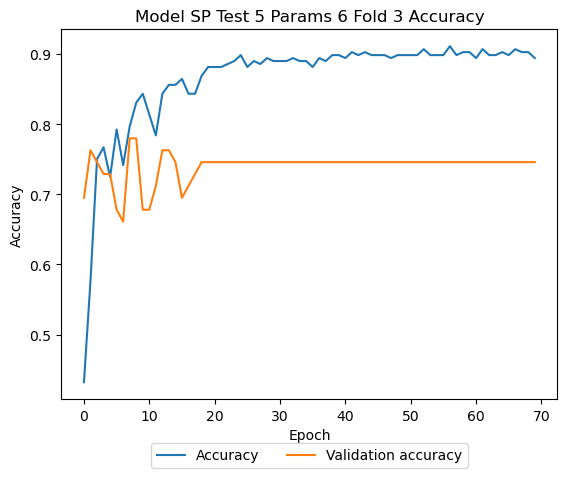 Model SP Test 5 Params 6 Fold 3 Accuracy
0.9
0.8
0.7
0.6
0.5
Accuracy
0 10 20 30 40 50 60 70
Epoch
Accuracy Validation accuracy